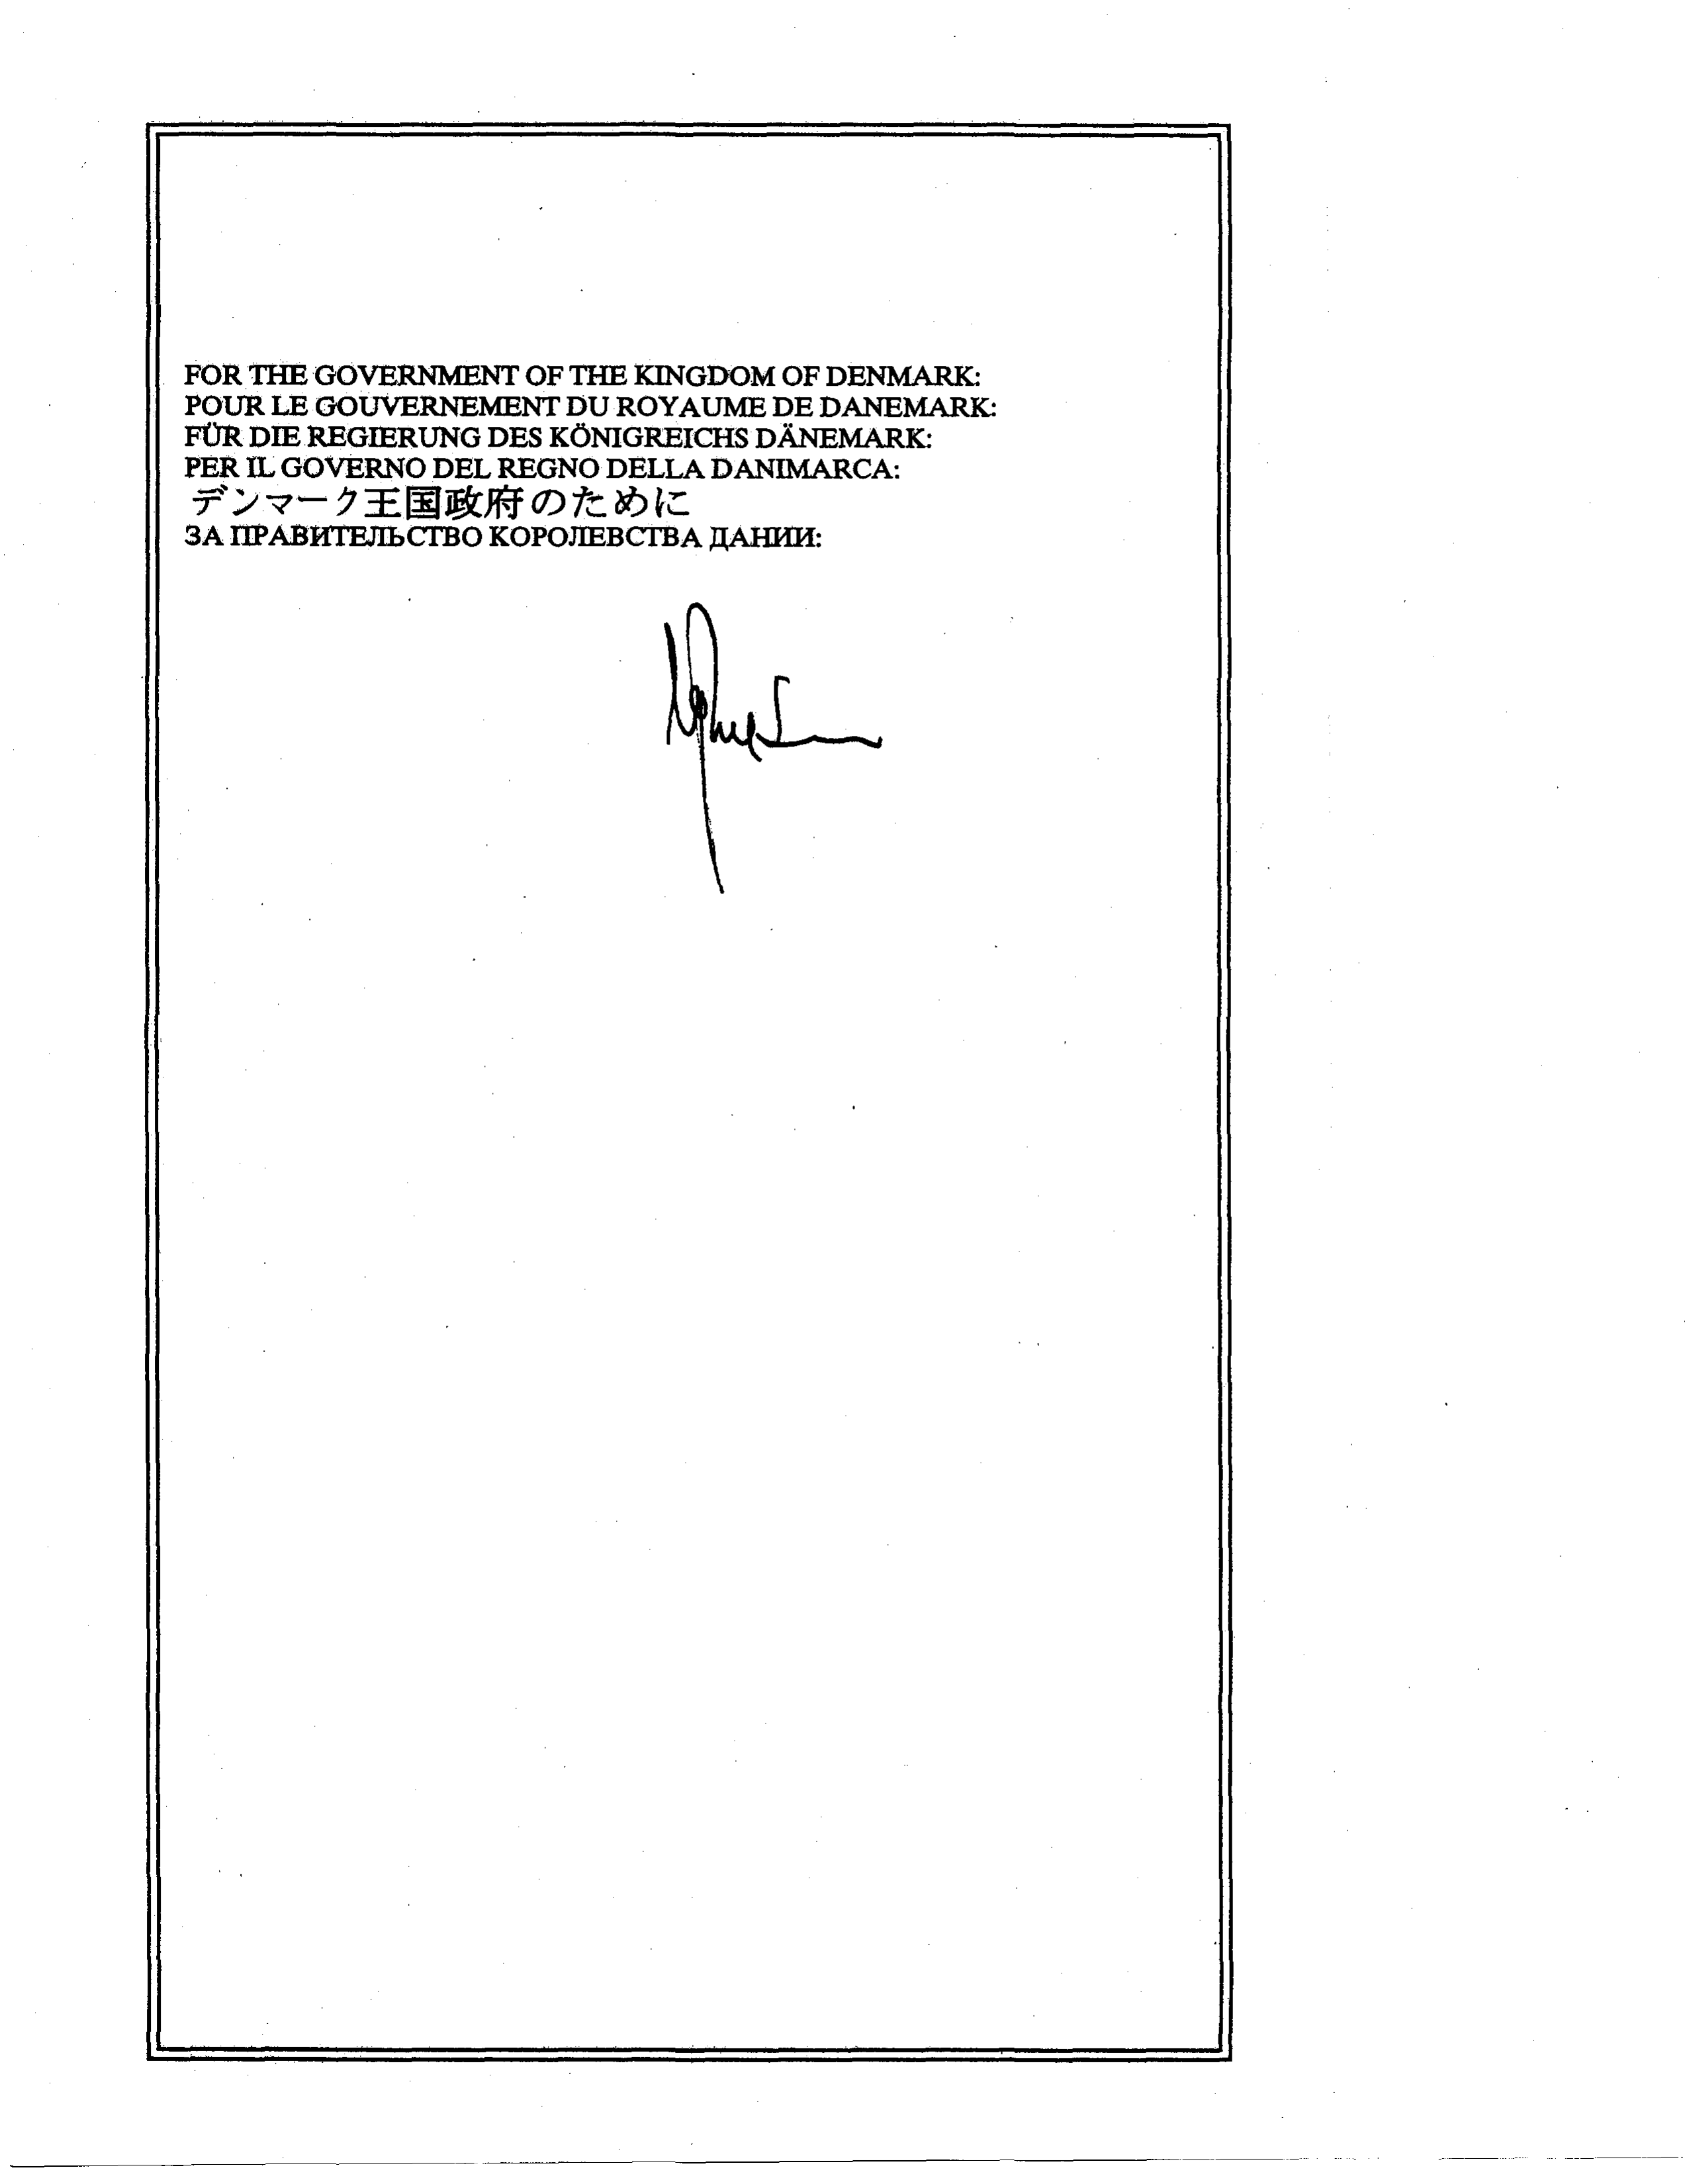 FOR THE GOVERNMENT OF THE KINGDOM OF DENMARK:
POUR LE GOUVERNEMENT DU ROYAUME DE DANEMARK:
FÜR DIE REGIERUNG DES KÖNIGREICHS DÄNEMARK:
PER IL GOVERNO DEL REGNO DELLA DANIMARCA:
デンマーク王国政府のために
ЗА ПРАВИТЕЛЬСТВО КОРОЛЕВСТВА ДАНИИ: